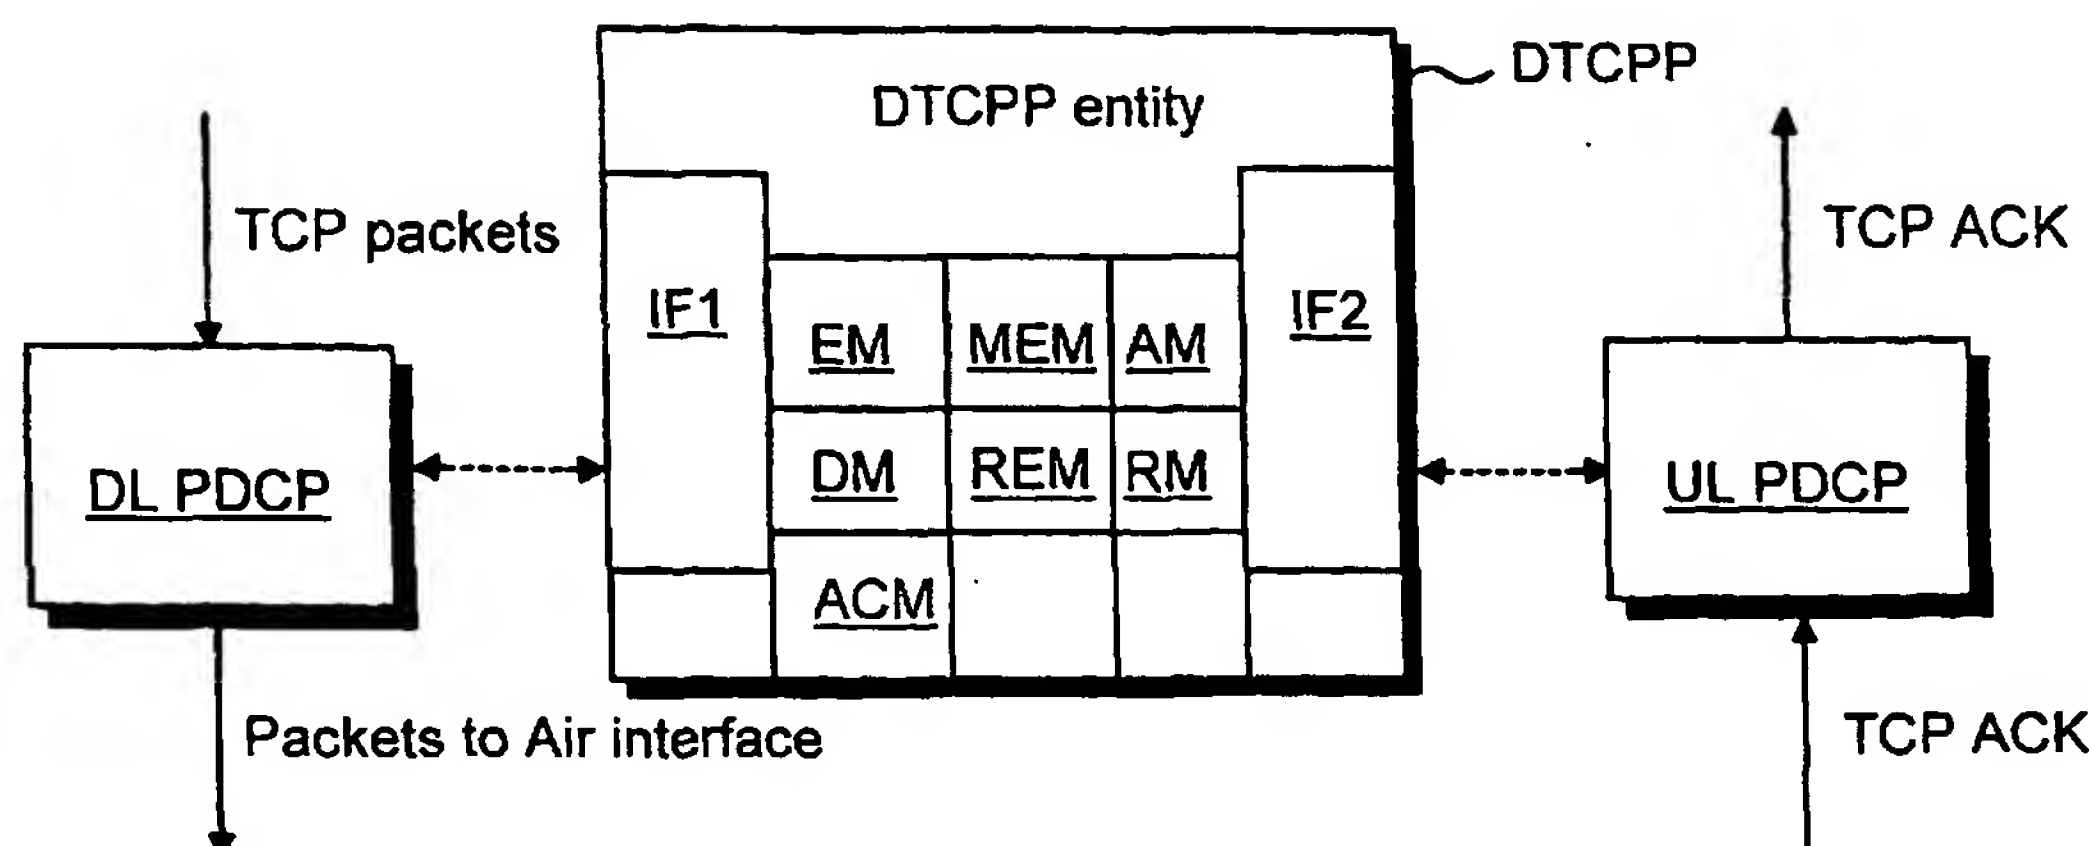 DTCPP
DTCPP entity
TCP packets
TCP ACK
IF1
IF2
EM
MEM
AM
DL PDCP
DM
REM
RM
UL PDCP
ACM
Packets to Air interface
TCP ACK